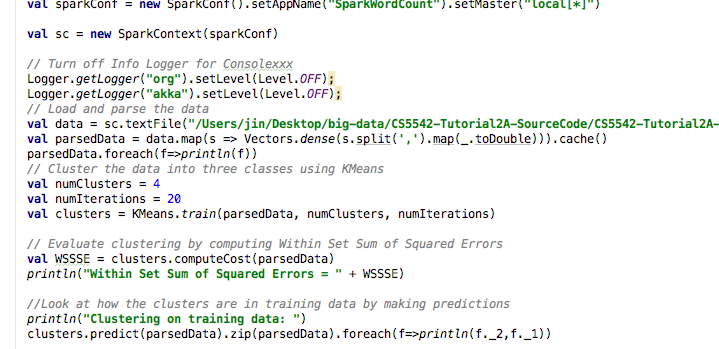 val sparkConf = new SparkConf().setAppName("SparkWordCount").setMaster("local[*]")
val sc = new SparkContext(sparkConf)
// Turn off Info Logger for Consolexxx
Logger.getLogger("org").setLevel(Level.OFF);
Logger.getLogger("akka").setLevel(Level.OFF);
// Load and parse the data
val data = sc.textFile("/Users/jin/Desktop/big-data/CS5542-Tutorial2A-SourceCode/CS5542-Tutorial2A-
val parsedData = data.map(s => Vectors.dense(s.split(',').map(_.toDouble))).cache()
parsedData.foreach(f=>println(f))
// Cluster the data into three classes using KMeans
val numClusters = 4
val numIterations = 20
val clusters = KMeans.train(parsedData, numClusters, numIterations)
// Evaluate clustering by computing Within Set Sum of Squared Errors
val WSSSE = clusters.computeCost(parsedData)
println("Within Set Sum of Squared Errors = " + WSSSE)
//Look at how the clusters are in training data by making predictions
println("Clustering on training data: ")
clusters.predict(parsedData).zip(parsedData).foreach(f=>println(f._2,f._1))